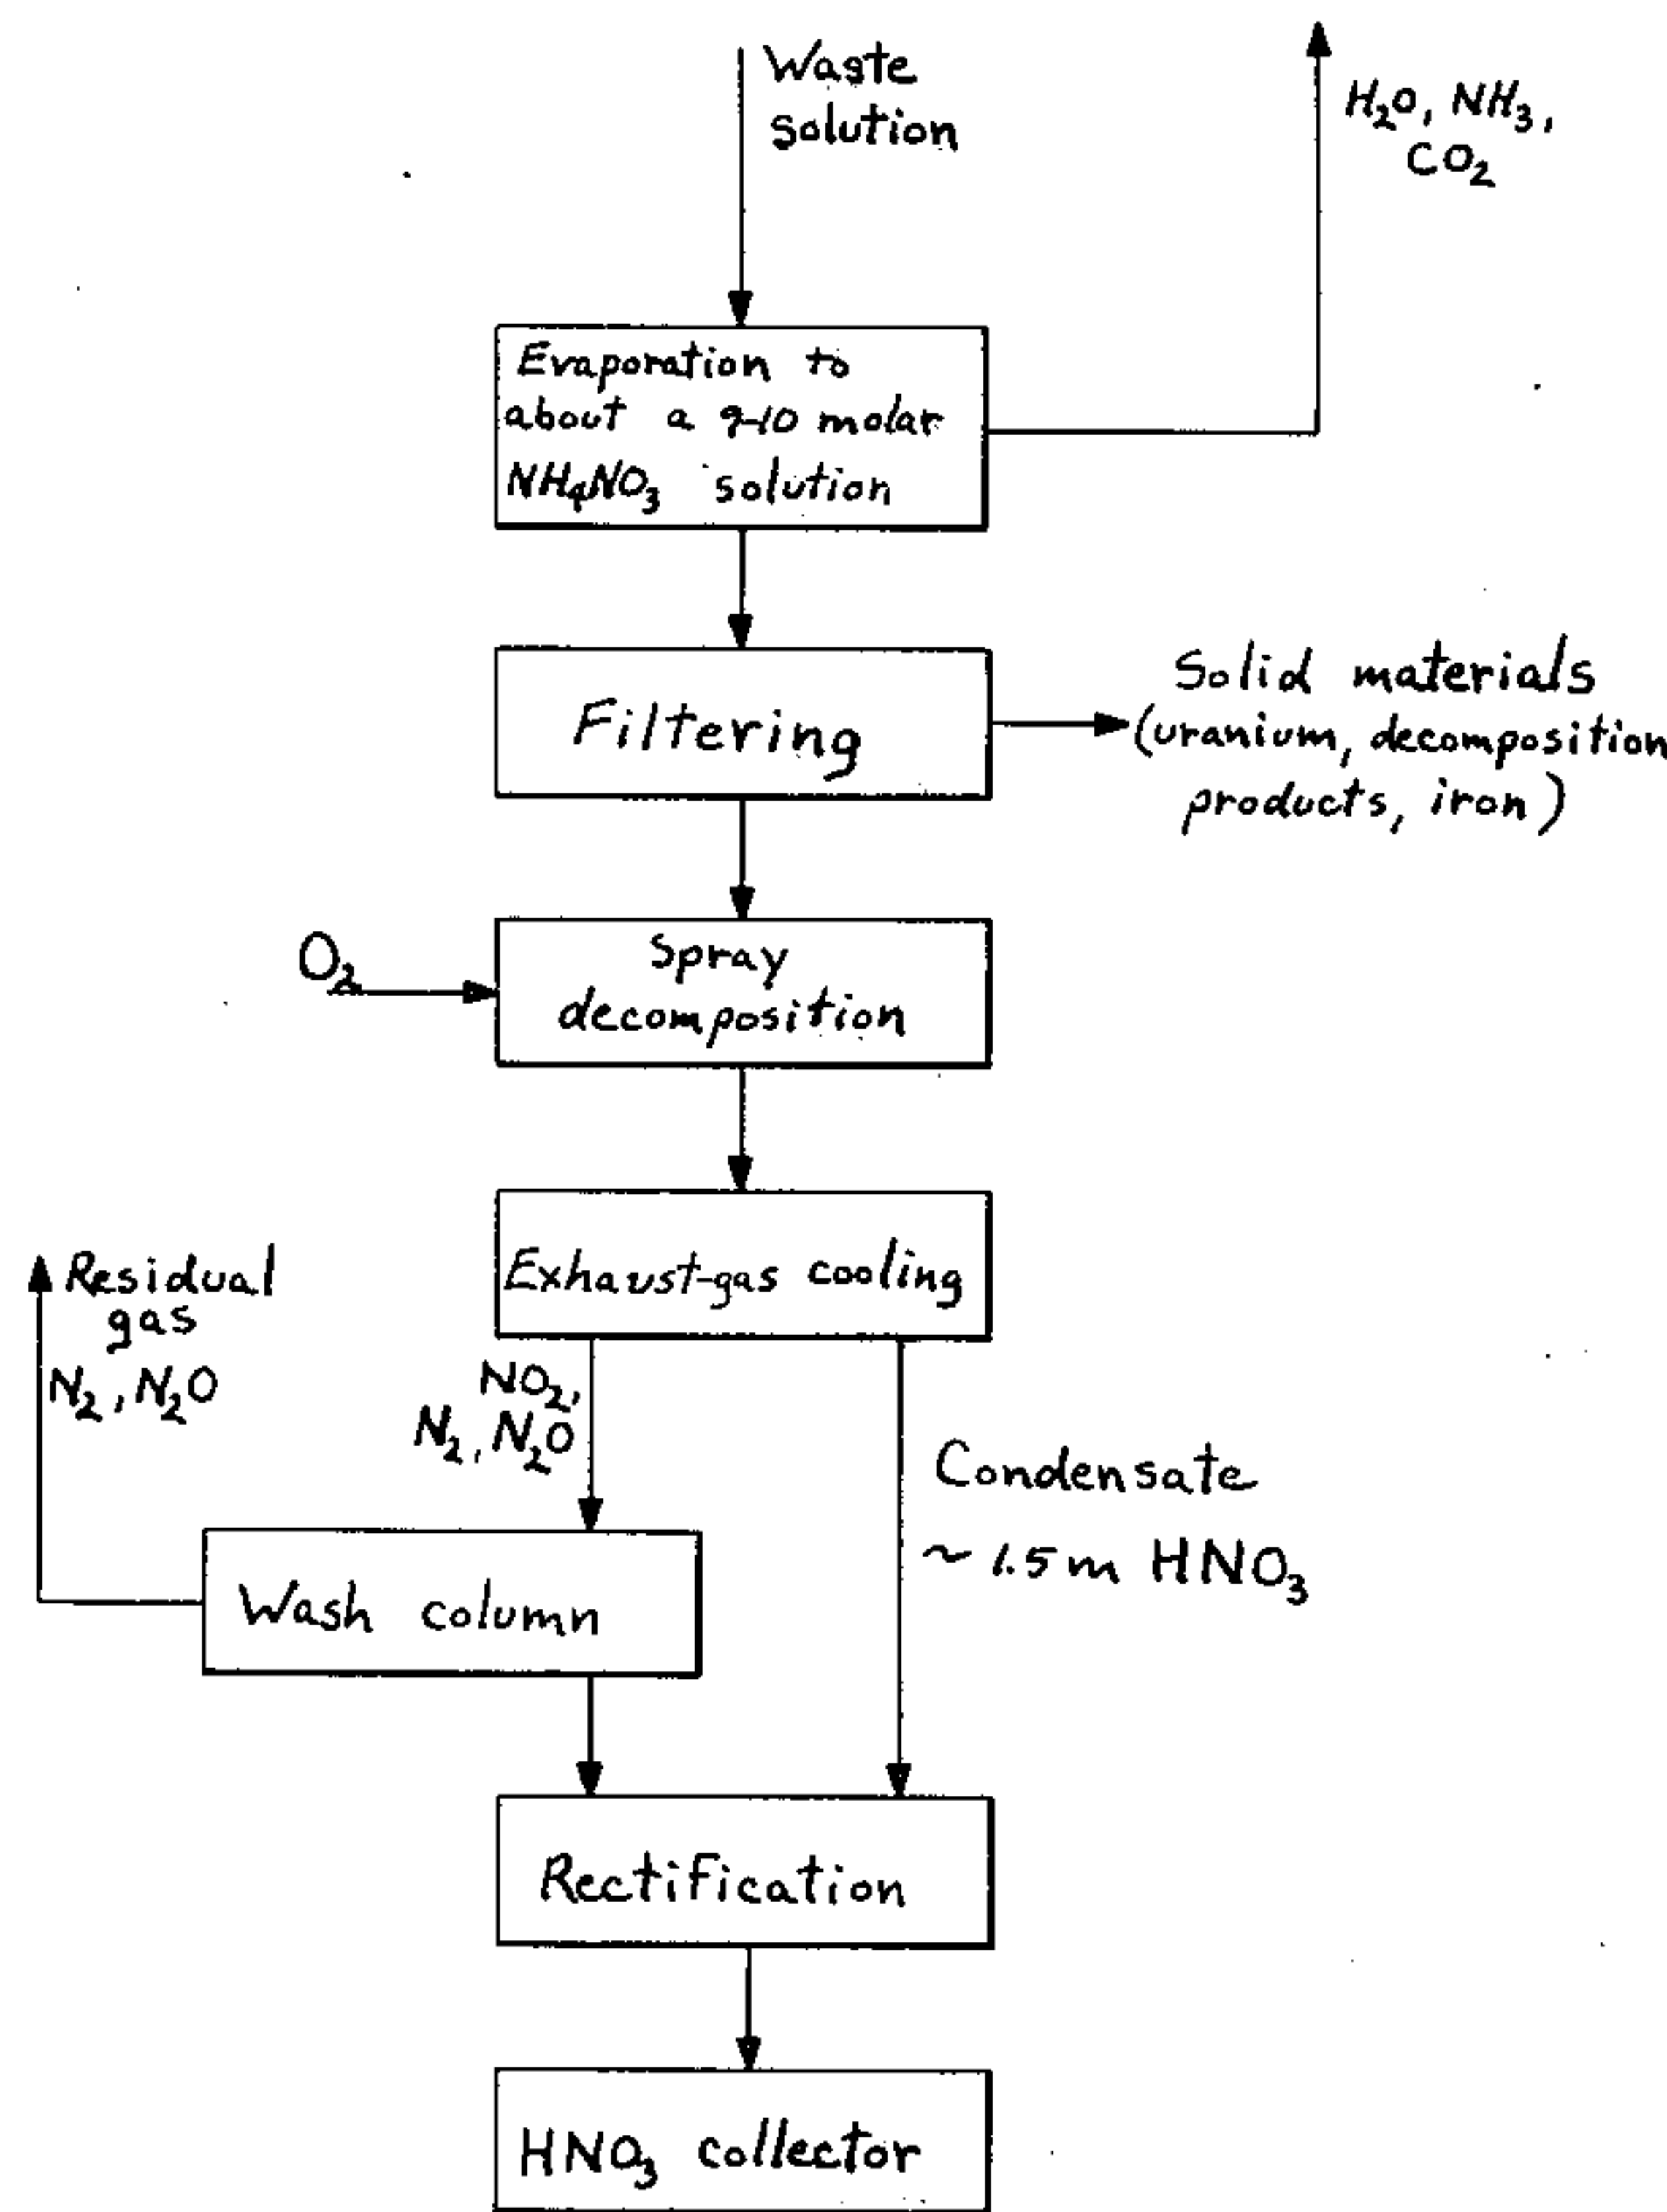 Waste
solution
H₂O, NH₃,
CO₂
Evaporation to
about a 9-10 molar
NH₄NO₃ solution
Filtering
Solid materials
(uranium, decomposition
products, iron)
O₂
Spray
decomposition
Exhaust-gas cooling
Residual
gas
N₂, N₂O
NO₂,
N₂, N₂O
Condensate
~ 1.5m HNO₃
Wash column
Rectification
HNO₃ collector